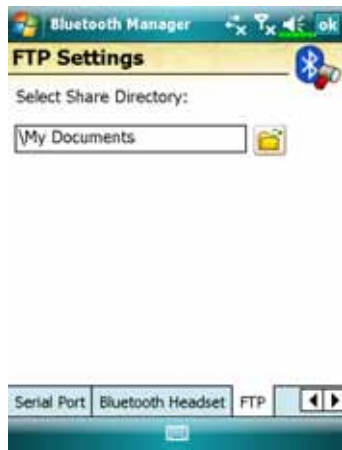 Bluetooth Manager ok
FTP Settings
Select Share Directory:
\My Documents
Serial Port Bluetooth Headset FTP